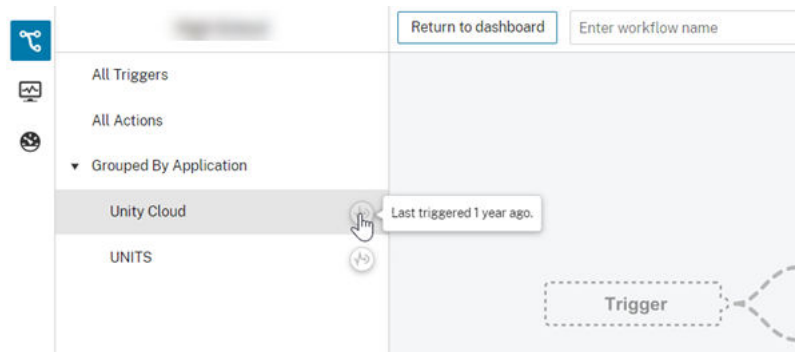 Return to dashboard
Enter workflow name
All Triggers
All Actions
Grouped By Application
Unity Cloud
Last triggered 1 year ago.
UNITS
Trigger